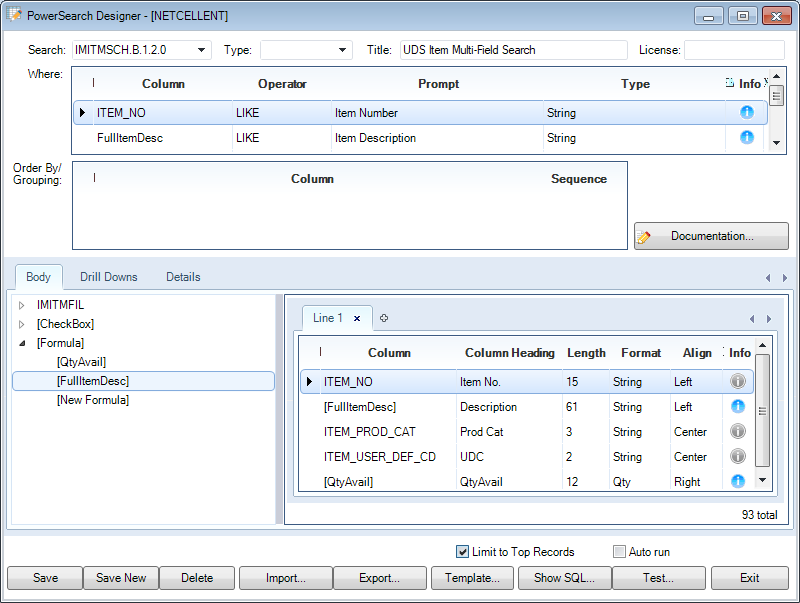 PowerSearch Designer - [NETCELLENT]
Search: IMITMSCH.B.1.2.0 Type: Title: UDS Item Multi-Field Search License:
Where:
Column Operator Prompt Type Info
ITEM_NO LIKE Item Number String
FullItemDesc LIKE Item Description String
Order By/
Grouping:
Column Sequence
Documentation...
Body Drill Downs Details
IMITMFIL
[CheckBox]
[Formula]
[QtyAvail]
[FullItemDesc]
[New Formula]
Line 1
Column Column Heading Length Format Align Info
ITEM_NO Item No. 15 String Left
[FullItemDesc] Description 61 String Left
ITEM_PROD_CAT Prod Cat 3 String Center
ITEM_USER_DEF_CD UDC 2 String Center
[QtyAvail] QtyAvail 12 Qty Right
93 total
Limit to Top Records Auto run
Save Save New Delete Import... Export... Template... Show SQL... Test... Exit